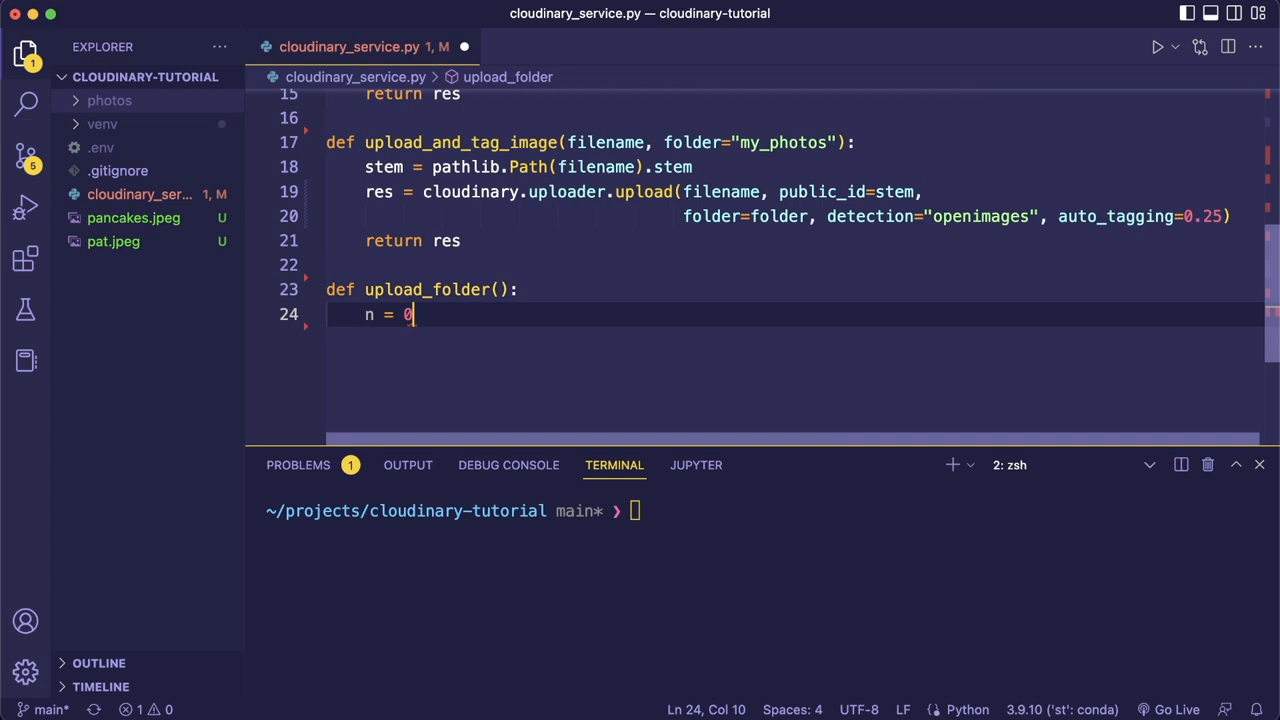 cloudinary_service.py — cloudinary-tutorial
EXPLORER
CLOUDINARY-TUTORIAL
photos
venv
.env
.gitignore
cloudinary_ser... 1, M
pancakes.jpeg U
pat.jpeg U
OUTLINE
TIMELINE
1
5
cloudinary_service.py 1, M
cloudinary_service.py > upload_folder
15 return res
16
17 def upload_and_tag_image(filename, folder="my_photos"):
18 stem = pathlib.Path(filename).stem
19 res = cloudinary.uploader.upload(filename, public_id=stem,
20 folder=folder, detection="openimages", auto_tagging=0.25)
21 return res
22
23 def upload_folder():
24 n = 0
PROBLEMS 1 OUTPUT DEBUG CONSOLE TERMINAL JUPYTER 2: zsh
~/projects/cloudinary-tutorial main* ❯
main* 1 0 Ln 24, Col 10 Spaces: 4 UTF-8 LF Python 3.9.10 ('st': conda) Go Live